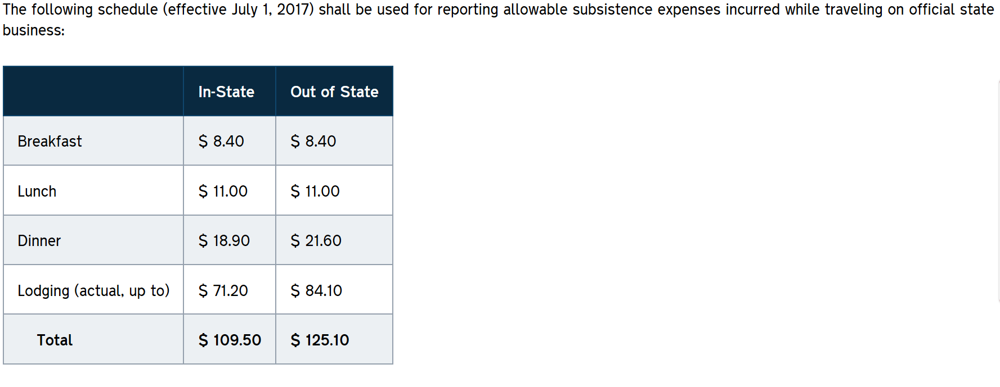 The following schedule (effective July 1, 2017) shall be used for reporting allowable subsistence expenses incurred while traveling on official state
business:
In-State Out of State
Breakfast $ 8.40 $ 8.40
Lunch $ 11.00 $ 11.00
Dinner $ 18.90 $ 21.60
Lodging (actual, up to) $ 71.20 $ 84.10
Total $ 109.50 $ 125.10